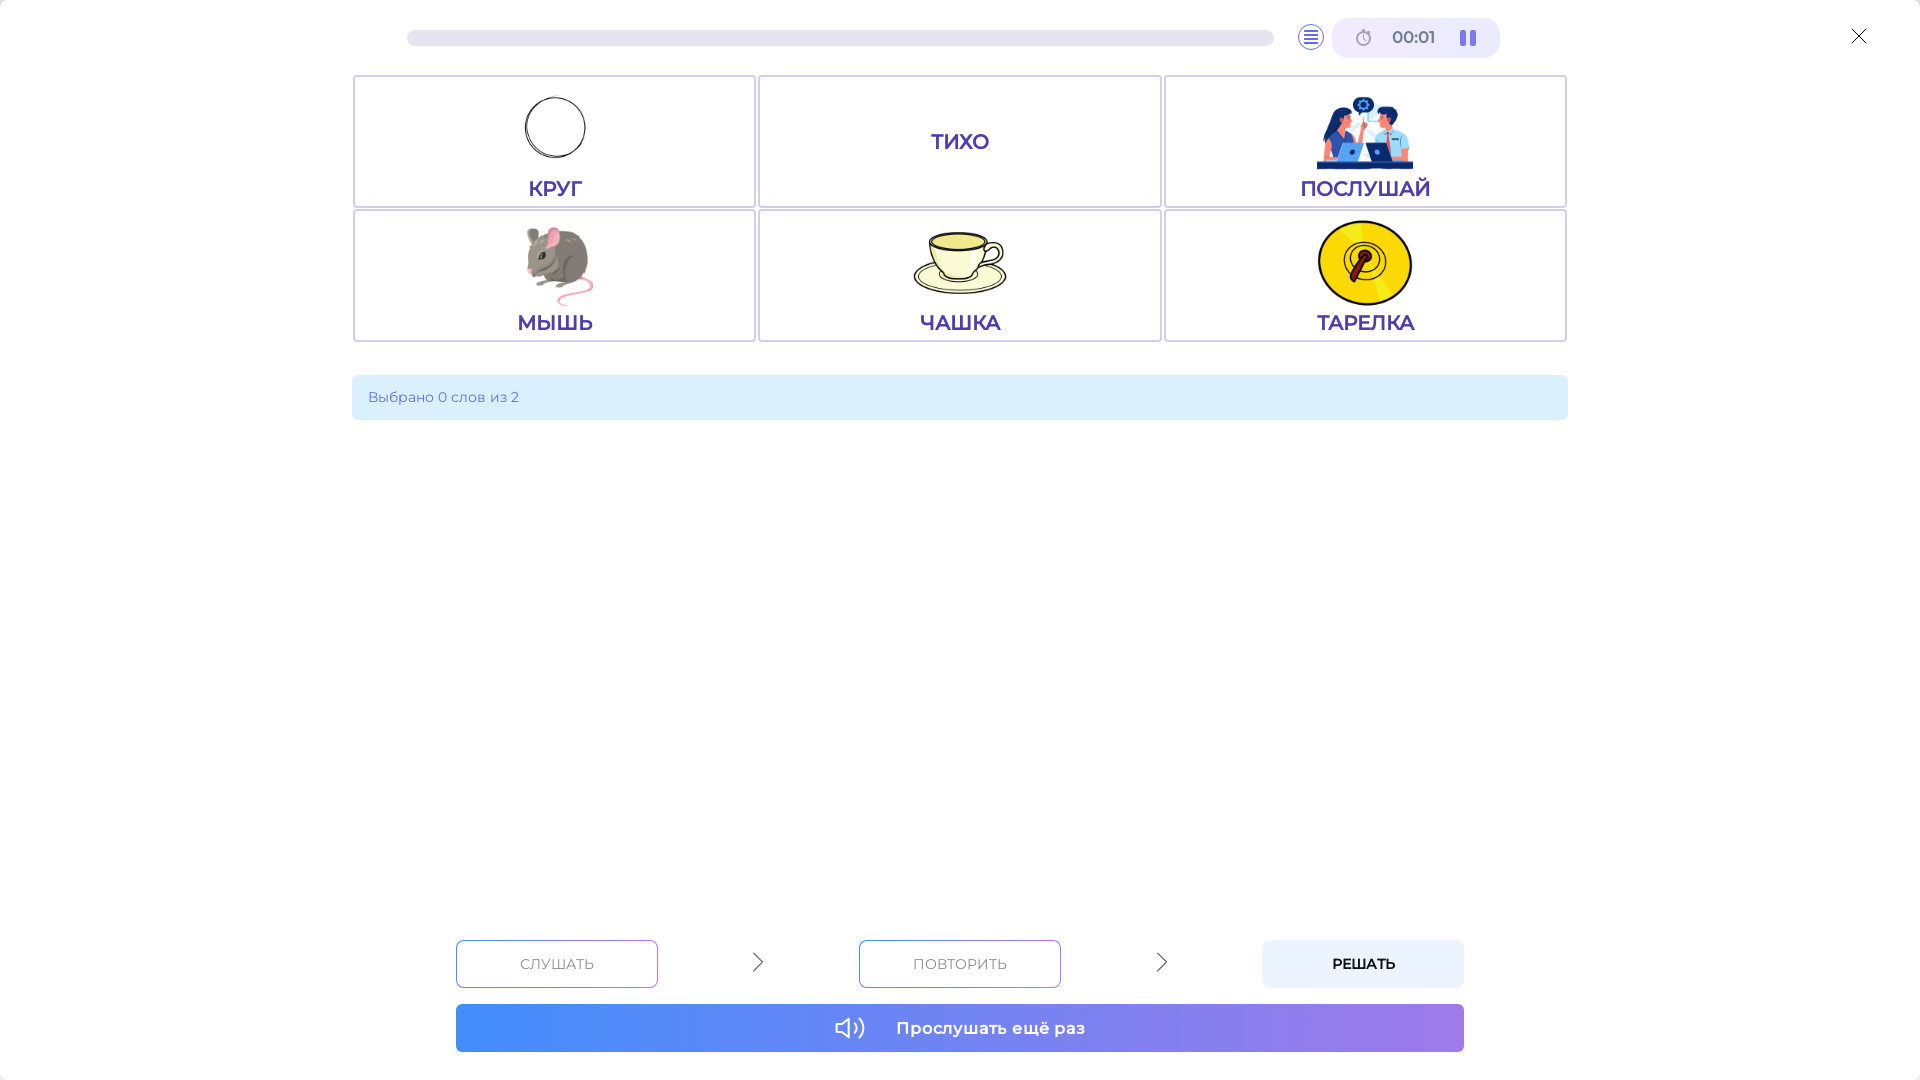 00:01
КРУГ
ТИХО
ПОСЛУШАЙ
МЫШЬ
ЧАШКА
ТАРЕЛКА
Выбрано 0 слов из 2
СЛУШАТЬ
ПОВТОРИТЬ
РЕШАТЬ
Прослушать ещё раз